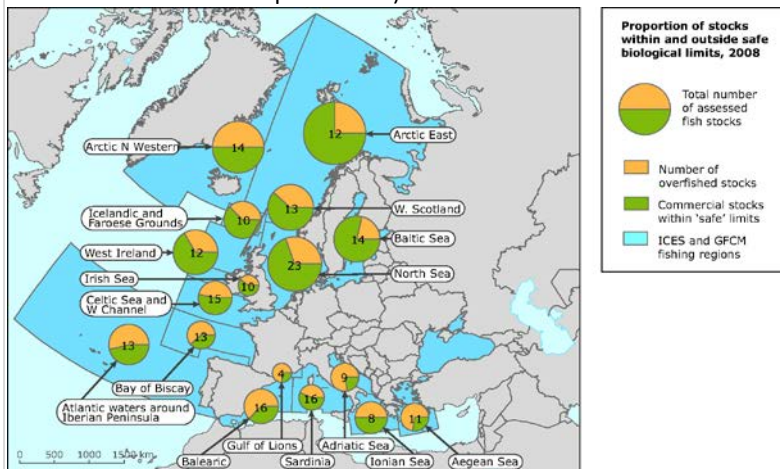 Arctic N Western
14
12
Arctic East
Icelandic and
Faroese Grounds
10
13
W. Scotland
West Ireland
12
14
Baltic Sea
Irish Sea
10
23
North Sea
Celtic Sea and
W Channel
15
13
13
Bay of Biscay
Atlantic waters around
Iberian Peninsula
4
16
16
9
8
11
Gulf of Lions
Adriatic Sea
Balearic
Sardinia
Ionian Sea
Aegean Sea
0
500
1000
1500 km
Proportion of stocks
within and outside safe
biological limits, 2008
Total number
of assessed
fish stocks
Number of
overfished stocks
Commercial stocks
within ‘safe’ limits
ICES and GFCM
fishing regions